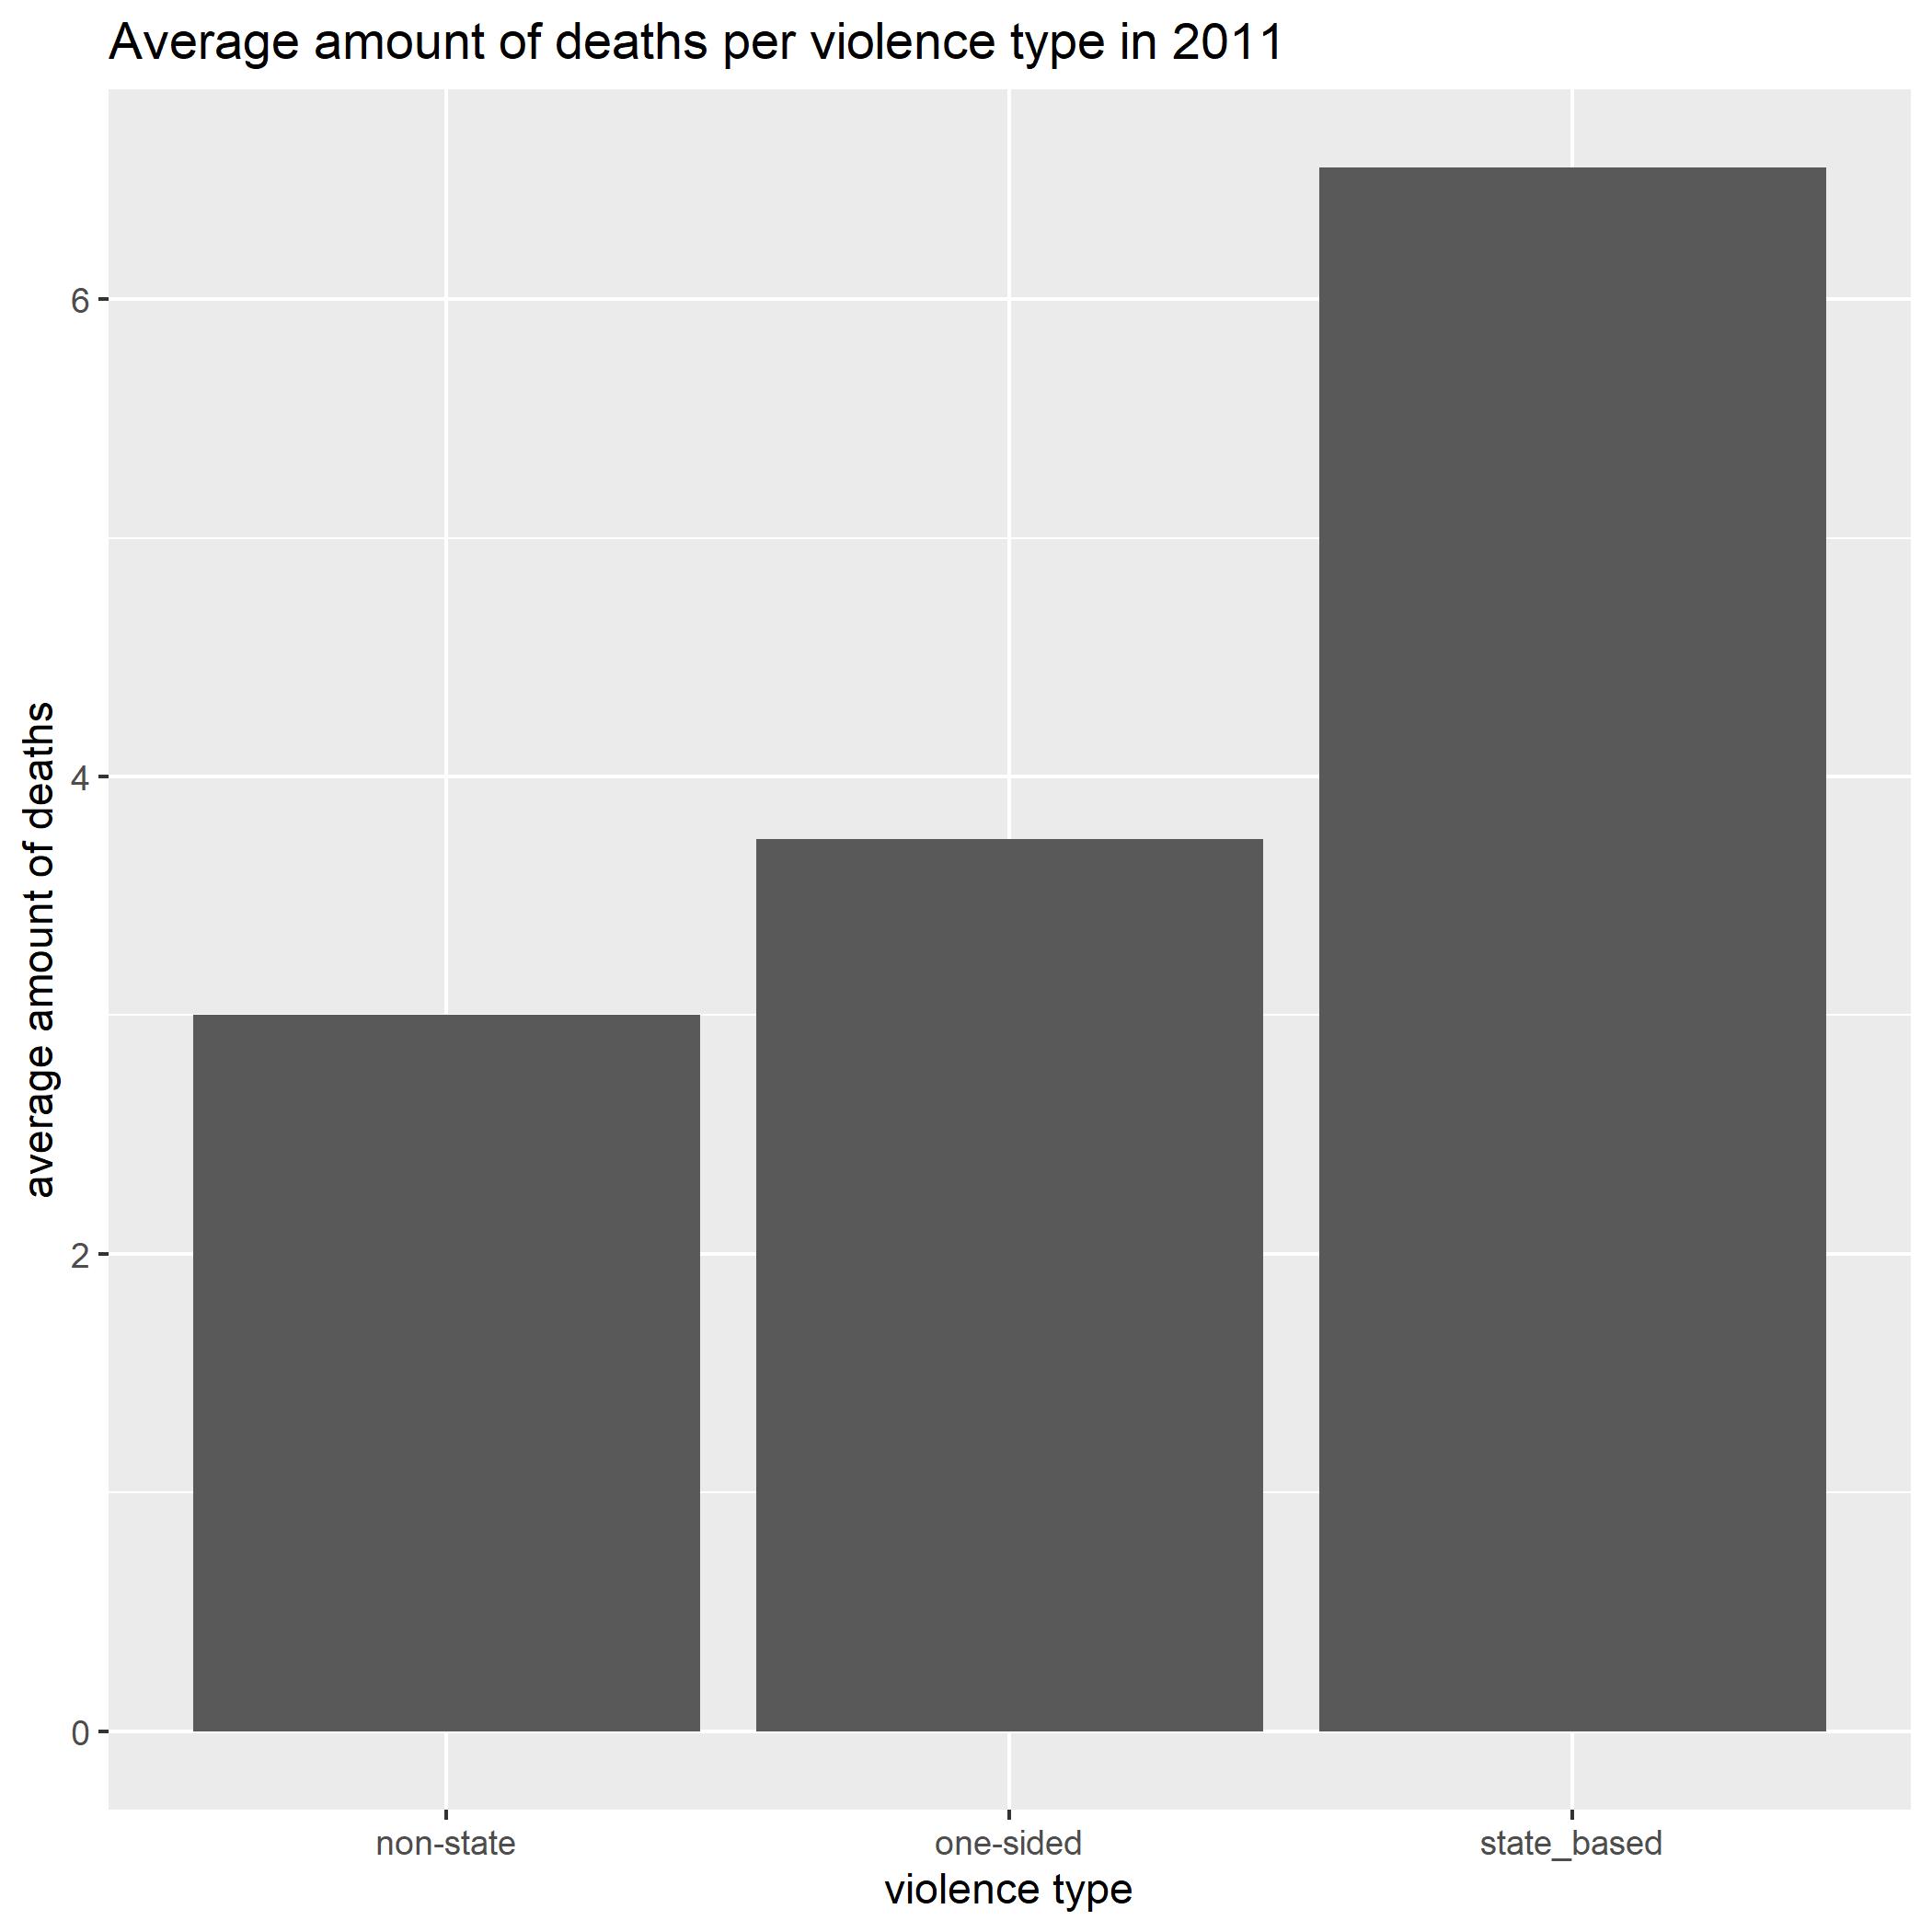 Average amount of deaths per violence type in 2011
average amount of deaths
6
4
2
0
non-state one-sided state_based
violence type